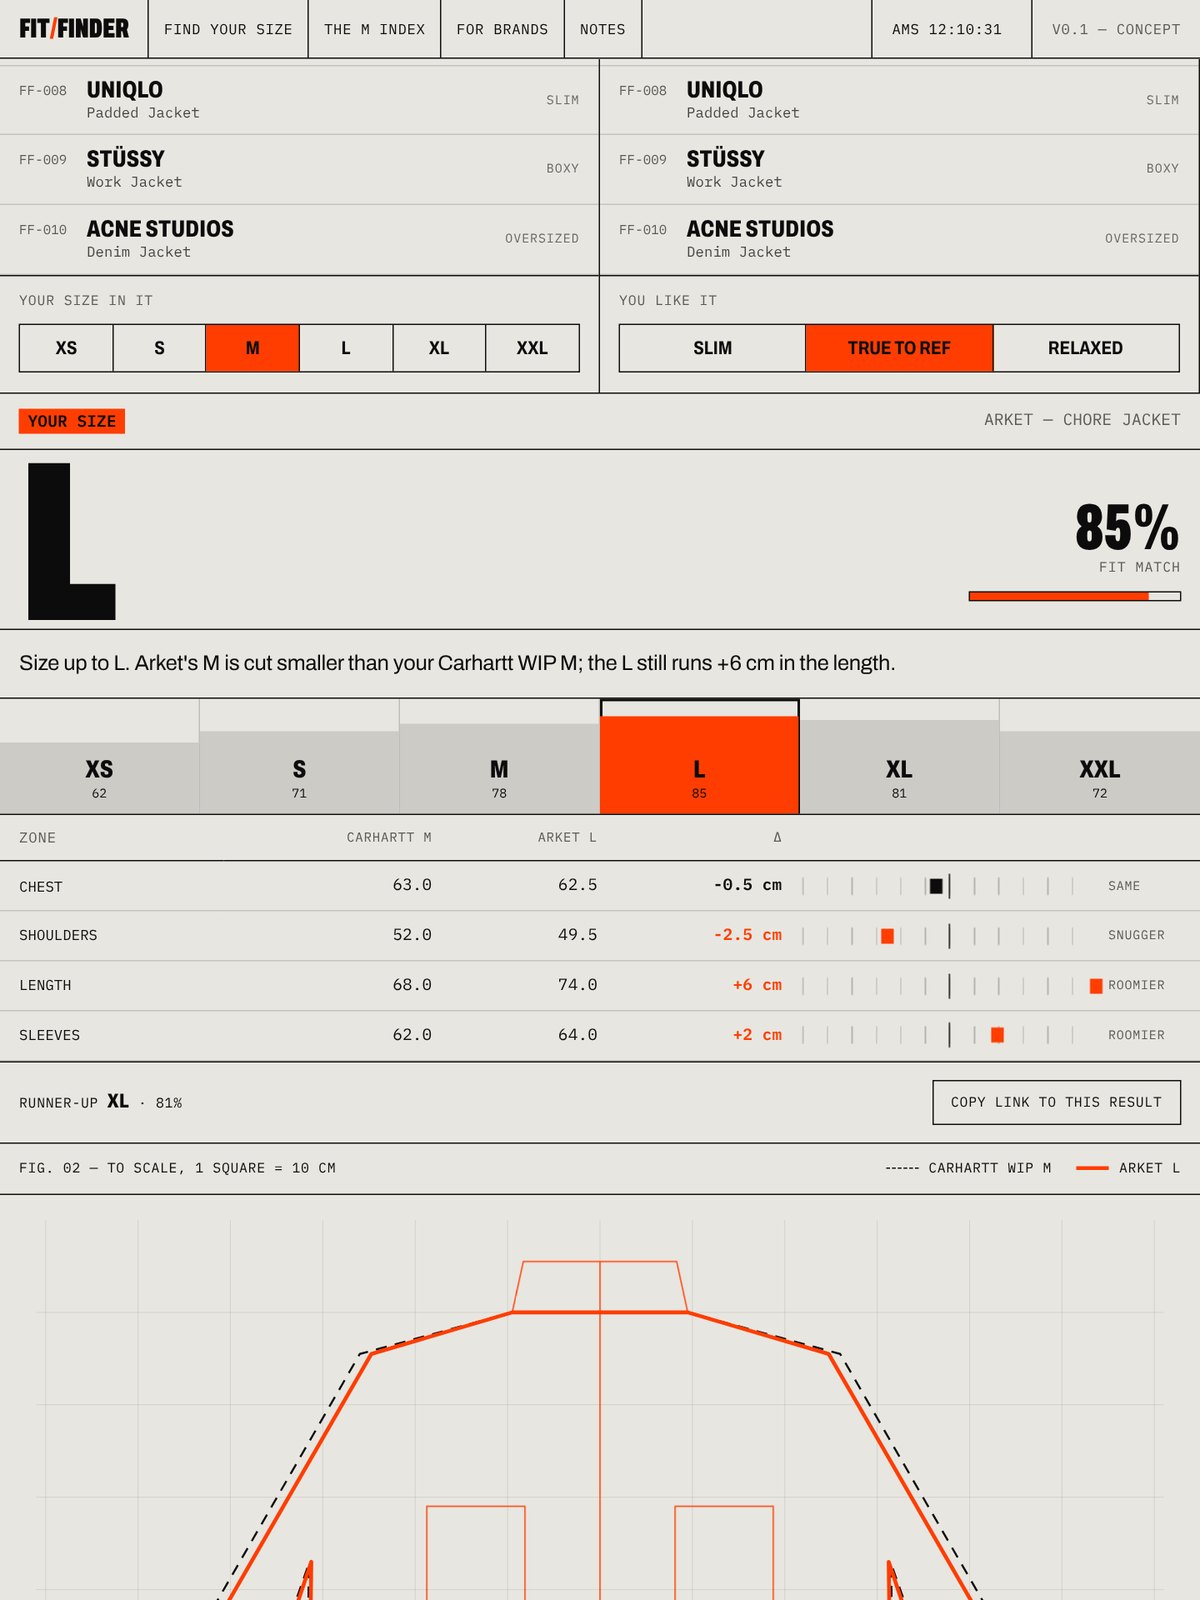 FIT/FINDER
FIND YOUR SIZE
THE M INDEX
FOR BRANDS
NOTES
AMS 12:10:31
V0.1 — CONCEPT
FF-008 UNIQLO SLIM
Padded Jacket
FF-009 STÜSSY BOXY
Work Jacket
FF-010 ACNE STUDIOS OVERSIZED
Denim Jacket
FF-008 UNIQLO SLIM
Padded Jacket
FF-009 STÜSSY BOXY
Work Jacket
FF-010 ACNE STUDIOS OVERSIZED
Denim Jacket
YOUR SIZE IN IT
XS S M L XL XXL
YOU LIKE IT
SLIM TRUE TO REF RELAXED
YOUR SIZE
ARKET — CHORE JACKET
L
85%
FIT MATCH
Size up to L. Arket's M is cut smaller than your Carhartt WIP M; the L still runs +6 cm in the length.
XS S M L XL XXL
62 71 78 85 81 72
ZONE CARHARTT M ARKET L Δ
CHEST 63.0 62.5 -0.5 cm SAME
SHOULDERS 52.0 49.5 -2.5 cm SNUGGER
LENGTH 68.0 74.0 +6 cm ROOMIER
SLEEVES 62.0 64.0 +2 cm ROOMIER
RUNNER-UP XL · 81%
COPY LINK TO THIS RESULT
FIG. 02 — TO SCALE, 1 SQUARE = 10 CM
CARHARTT WIP M
ARKET L